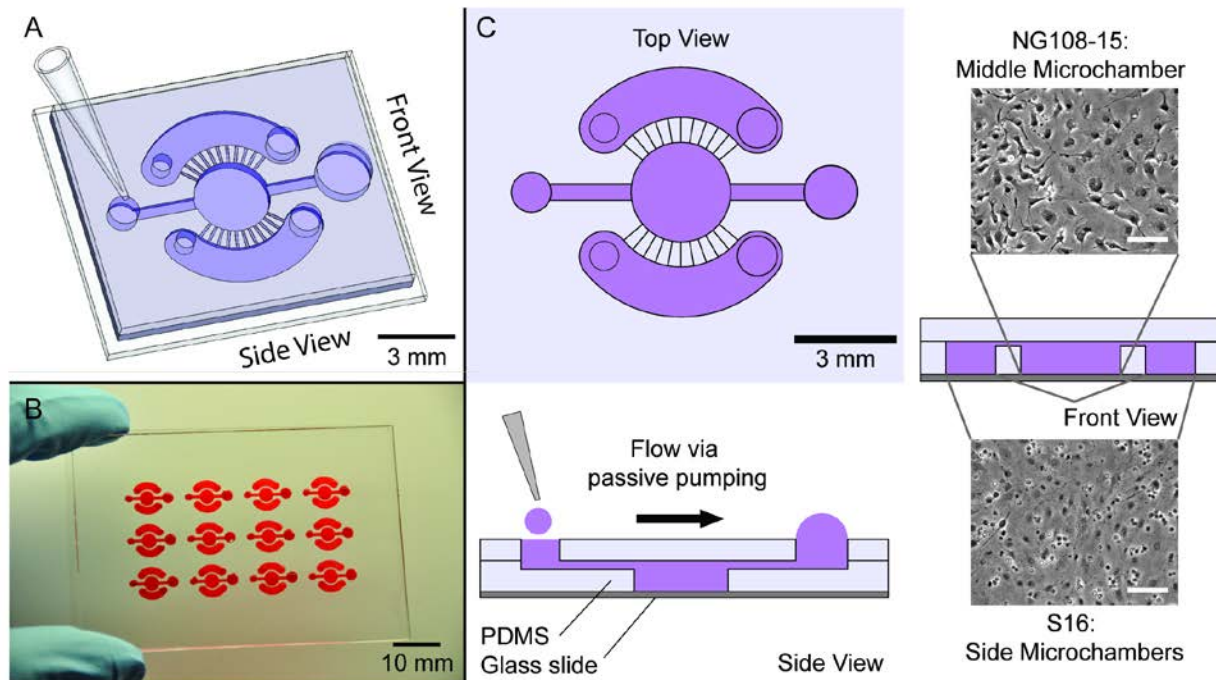 A
Front View
Side View
3 mm
B
10 mm
C
Top View
3 mm
Flow via
passive pumping
PDMS
Glass slide
Side View
NG108-15:
Middle Microchamber
Front View
S16:
Side Microchambers